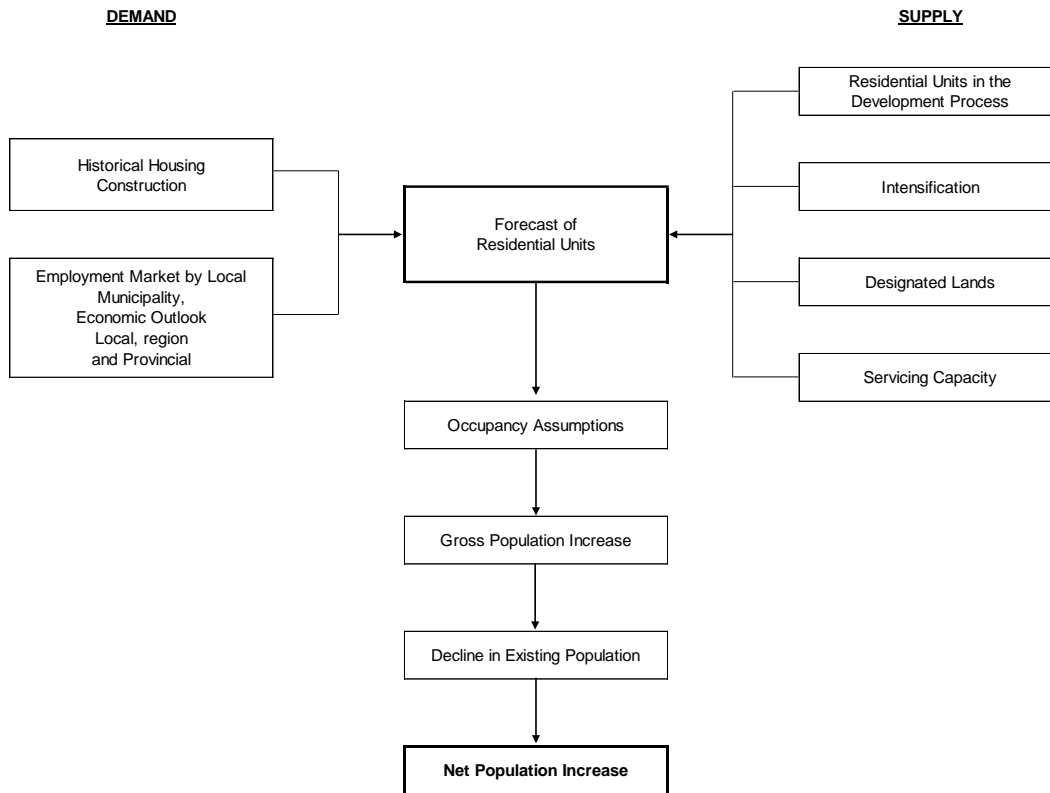 DEMAND
SUPPLY
Residential Units in the
Development Process
Historical Housing
Construction
Intensification
Forecast of
Residential Units
Employment Market by Local
Municipality,
Economic Outlook
Local, region
and Provincial
Designated Lands
Servicing Capacity
Occupancy Assumptions
Gross Population Increase
Decline in Existing Population
Net Population Increase